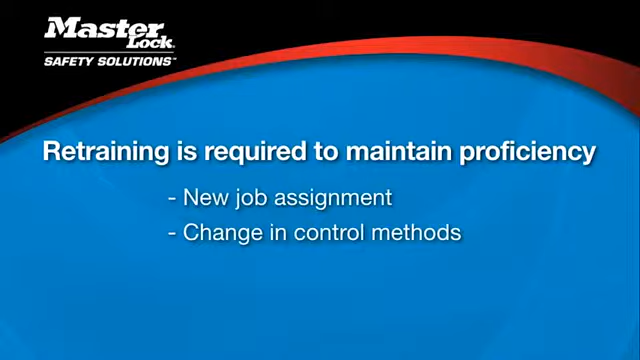 Master
Lock®
SAFETY SOLUTIONS™
Retraining is required to maintain proficiency
- New job assignment
- Change in control methods